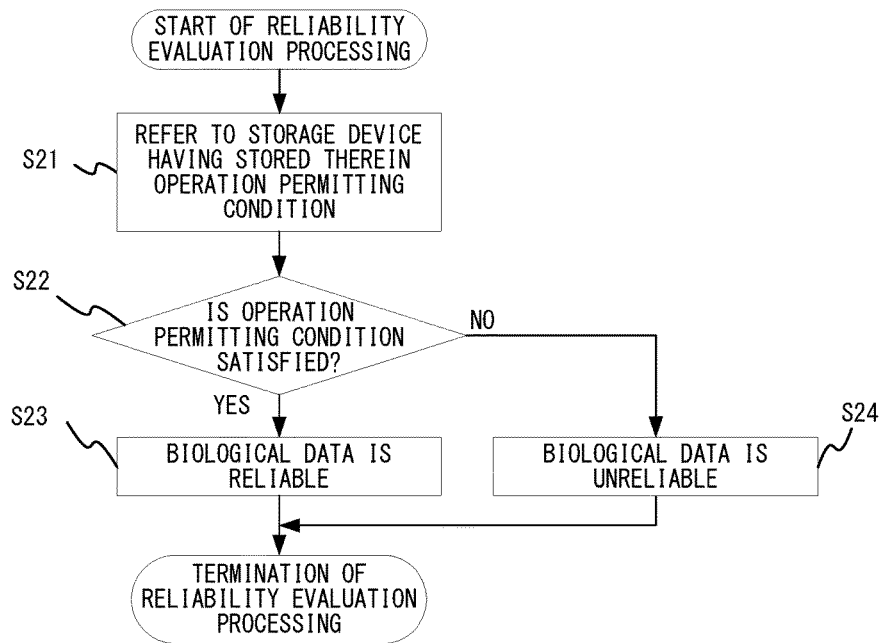 START OF RELIABILITY
EVALUATION PROCESSING
S21
REFER TO STORAGE DEVICE
HAVING STORED THEREIN
OPERATION PERMITTING
CONDITION
S22
IS OPERATION
PERMITTING CONDITION
SATISFIED?
NO
YES
S23
BIOLOGICAL DATA IS
RELIABLE
S24
BIOLOGICAL DATA IS
UNRELIABLE
TERMINATION OF
RELIABILITY EVALUATION
PROCESSING